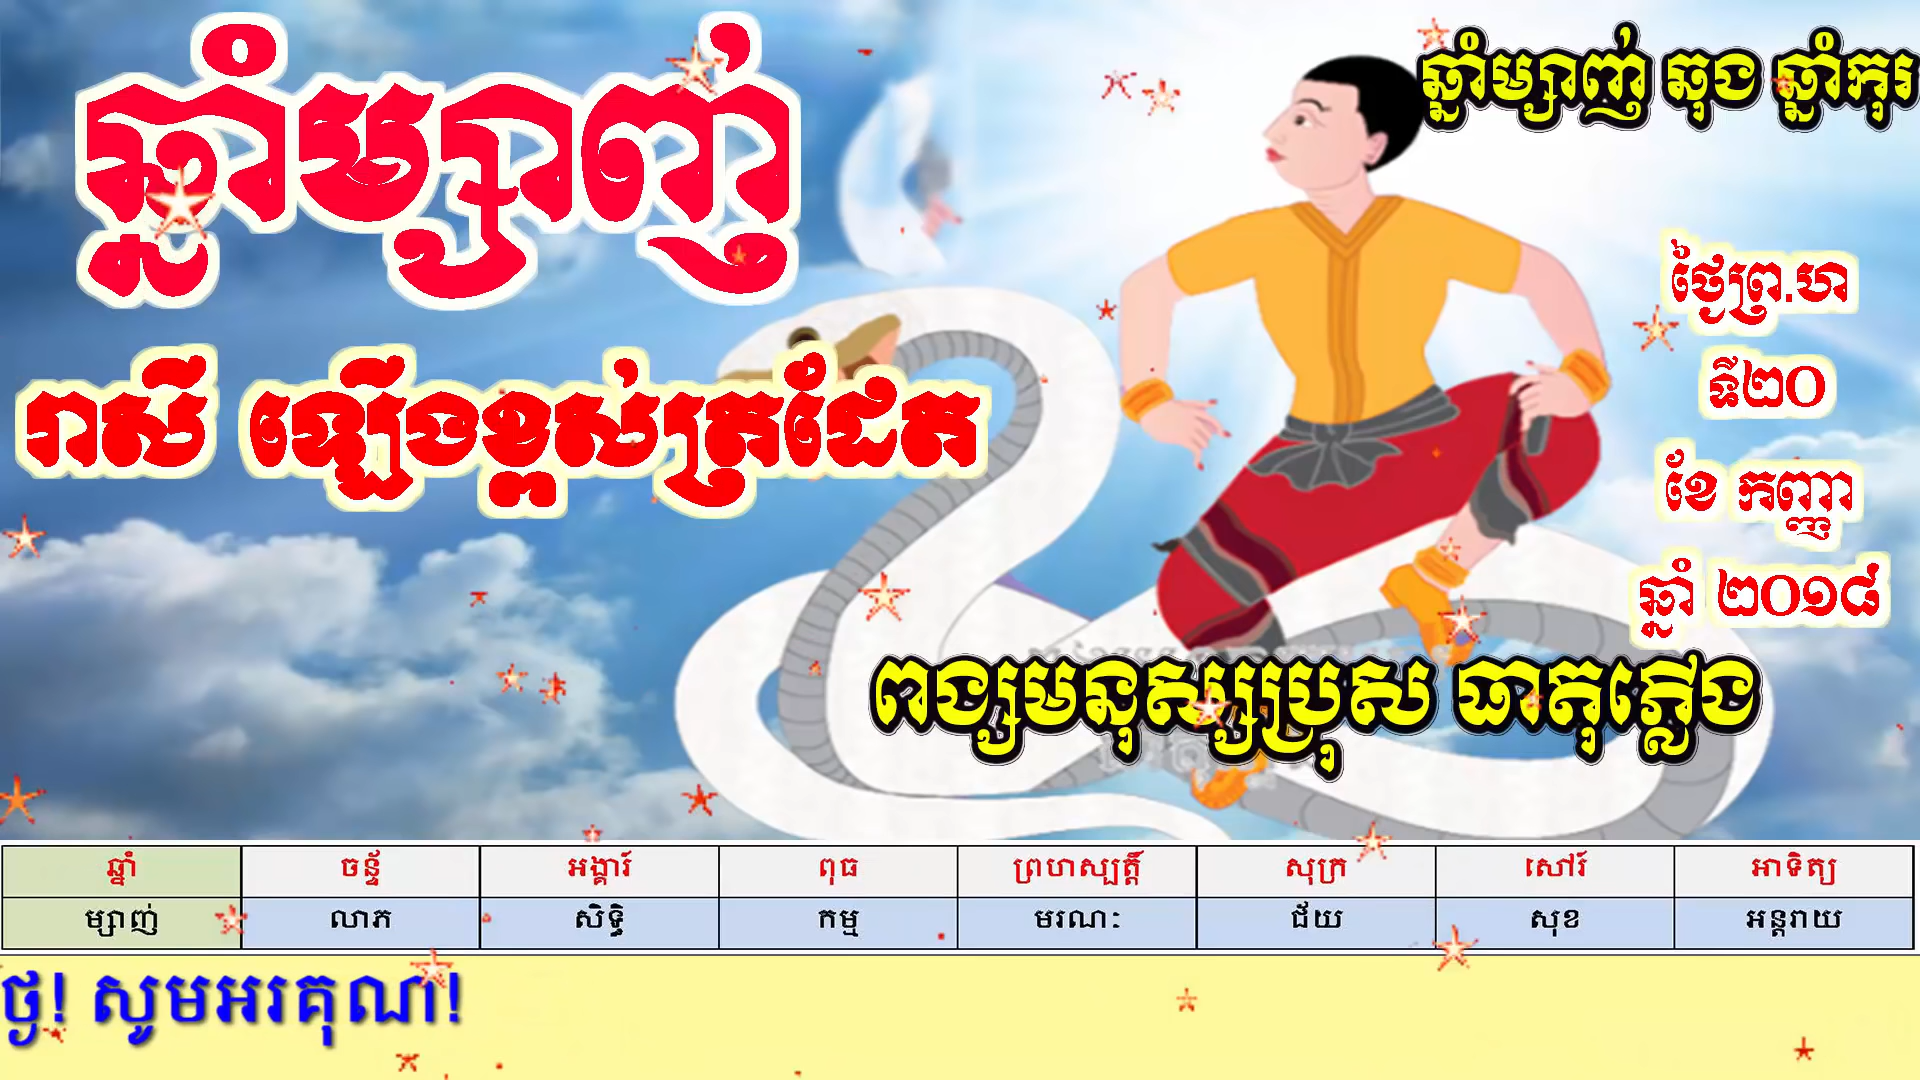 ឆ្នាំម្សាញ់
ឆ្នាំម្សាញ់ ឆុង ឆ្នាំកុរ
រាសី ឡើងខ្ពស់ត្រដែត
ថ្ងៃព្រ.ហ
ទី២០
ខែ កញ្ញា
ឆ្នាំ ២០១៨
ពង្សមនុស្សប្រុស ធាតុភ្លើង
ឆ្នាំ ចន្ទ័ អង្គារ៍ ពុធ ព្រហស្បត្តិ៍ សុក្រ សៅរ៍ អាទិត្យ
ម្សាញ់ លាភ សិទ្ធិ កម្ម មរណៈ ជ័យ សុខ អន្តរាយ
ថ្ង! សូមអរគុណ!